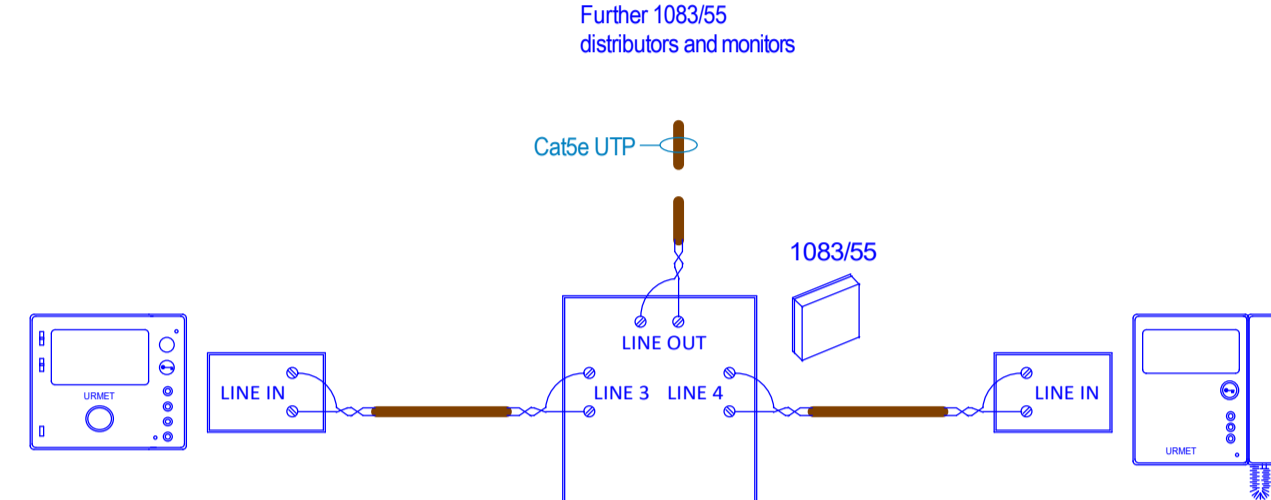 Further 1083/55
distributors and monitors
Cat5e UTP
1083/55
LINE OUT
LINE IN
LINE 3
LINE 4
LINE IN
URMET
URMET